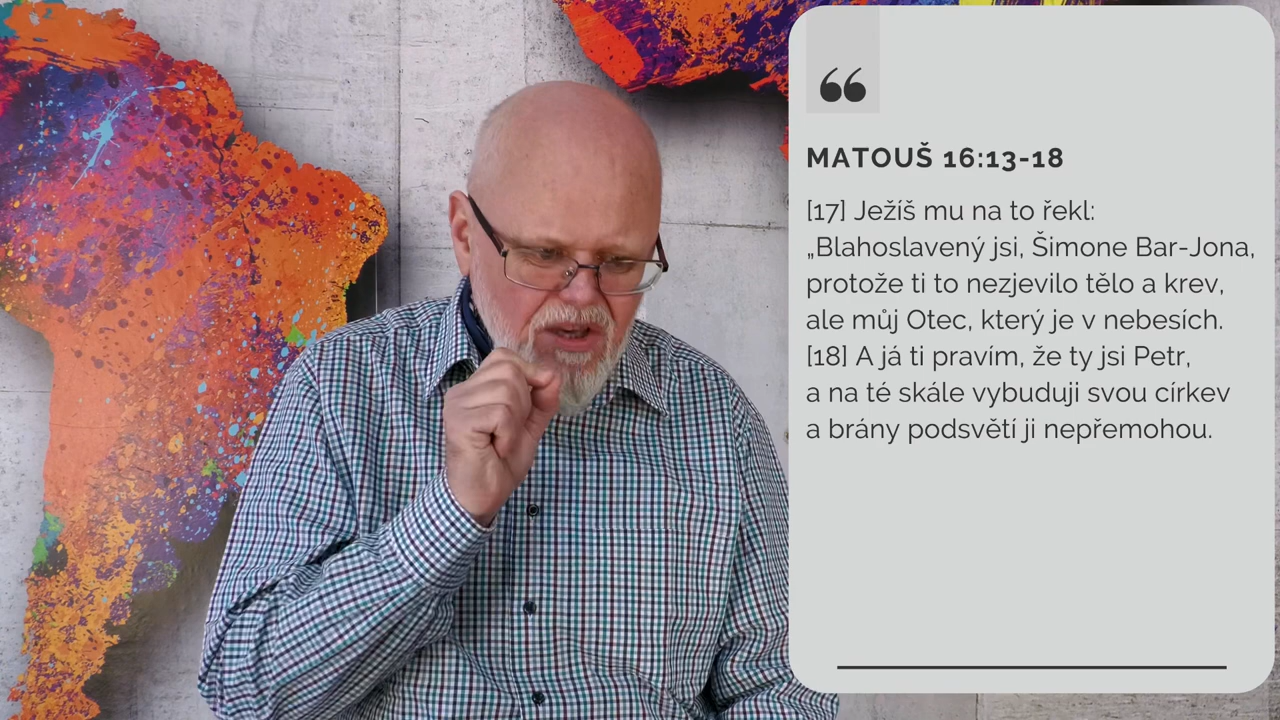 ❝
MATOUŠ 16:13-18
[17] Ježíš mu na to řekl:
„Blahoslavený jsi, Šimone Bar-Jona,
protože ti to nezjevilo tělo a krev,
ale můj Otec, který je v nebesích.
[18] A já ti pravím, že ty jsi Petr,
a na té skále vybuduji svou církev
a brány podsvětí ji nepřemohou.